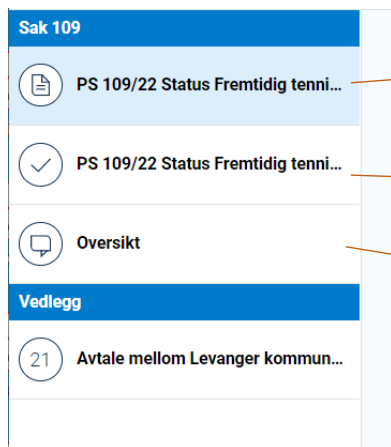 Sak 109
PS 109/22 Status Fremtidig tenni...
PS 109/22 Status Fremtidig tenni...
Oversikt
Vedlegg
21 Avtale mellom Levanger kommun...